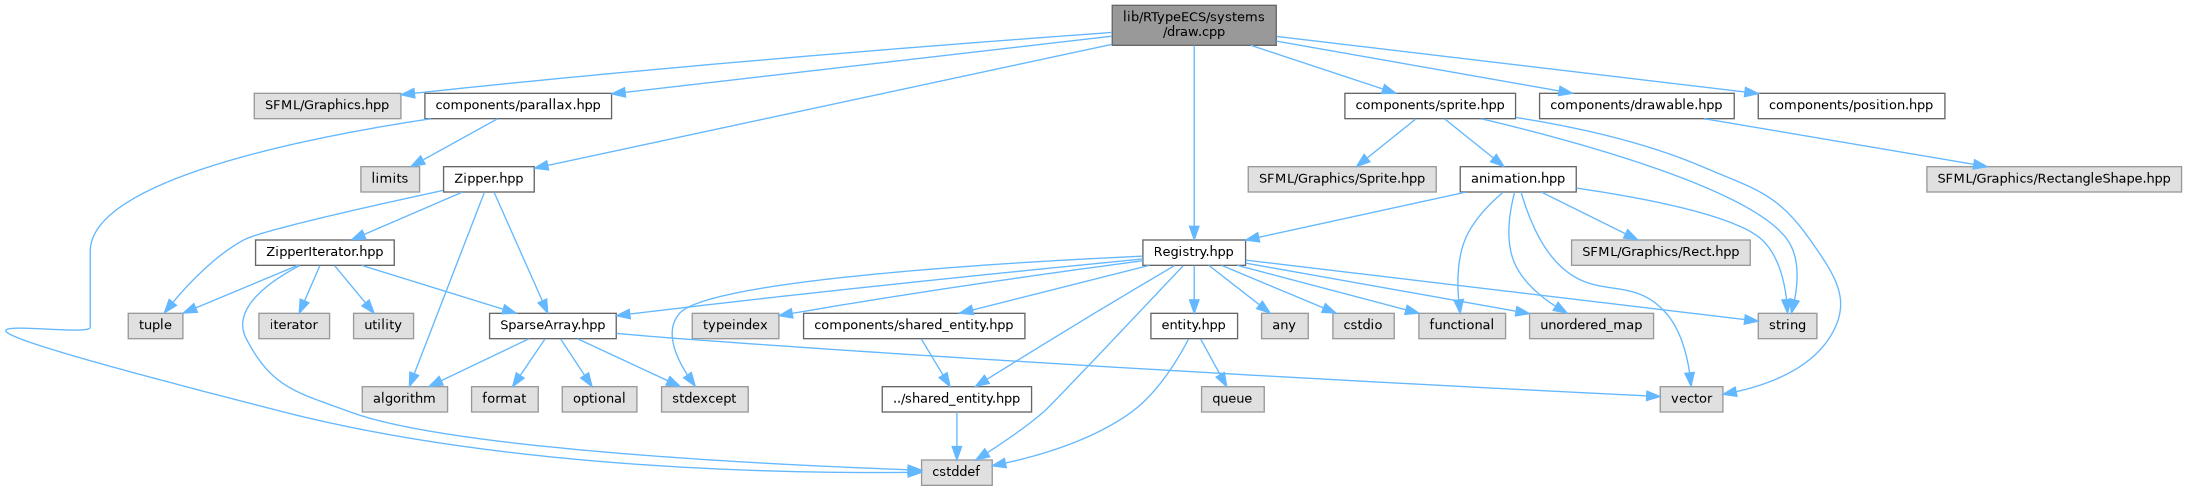 lib/RTypeECS/systems
/draw.cpp
SFML/Graphics.hpp
components/parallax.hpp
components/sprite.hpp
components/drawable.hpp
components/position.hpp
limits
Zipper.hpp
SFML/Graphics/Sprite.hpp
animation.hpp
SFML/Graphics/RectangleShape.hpp
ZipperIterator.hpp
Registry.hpp
SFML/Graphics/Rect.hpp
tuple
iterator
utility
SparseArray.hpp
typeindex
components/shared_entity.hpp
entity.hpp
any
cstdio
functional
unordered_map
string
algorithm
format
optional
stdexcept
../shared_entity.hpp
queue
vector
cstddef